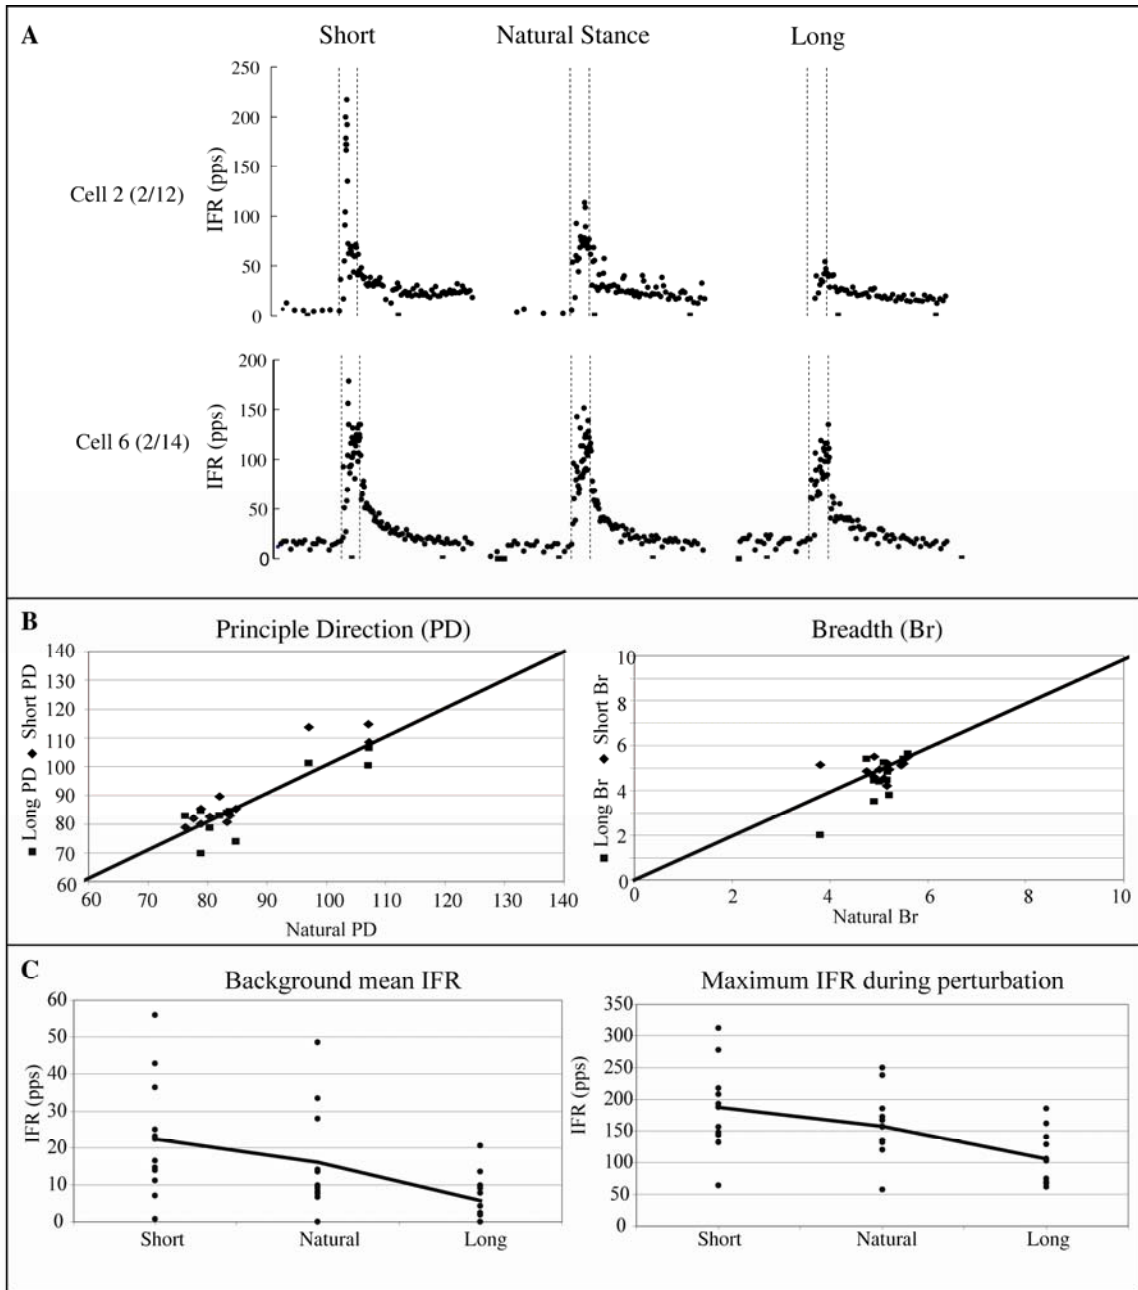 A
Short Natural Stance Long
250
200
150
100
50
0
IFR (pps)
Cell 2 (2/12)
200
150
100
50
0
IFR (pps)
Cell 6 (2/14)
B
Principle Direction (PD)
140
130
120
110
100
90
80
70
60
■ Long PD ◆ Short PD
60 70 80 90 100 110 120 130 140
Natural PD
Breadth (Br)
10
8
6
4
2
0
■ Long Br ◆ Short Br
0 2 4 6 8 10
Natural Br
C
Background mean IFR
60
50
40
30
20
10
0
IFR (pps)
Short Natural Long
Maximum IFR during perturbation
350
300
250
200
150
100
50
0
IFR (pps)
Short Natural Long